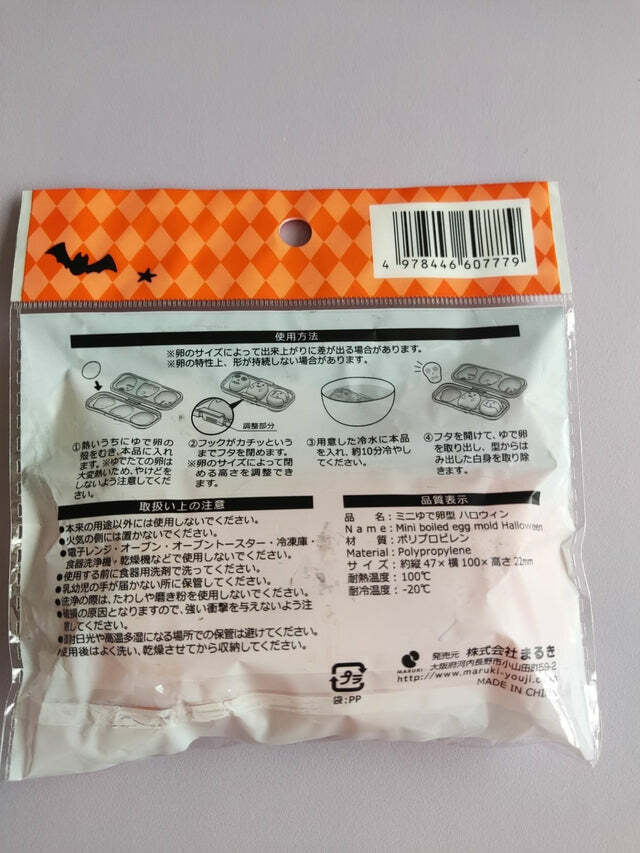 4 978446 607779
使用方法
※卵のサイズによって出来上がりに差が出る場合があります。
※卵の特性上、形が持続しない場合があります。
調整部分
①熱いうちにゆで卵の
殻をむき、本品に入れ
ます。※ゆでたての卵は
大変熱いため、やけどを
しないよう注意してくだ
さい。
②フックがカチッという
までフタを閉めます。
※卵のサイズによって閉
める高さを調整でき
ます。
③用意した冷水に本品
を入れ、約10分冷やし
てください。
④フタを開けて、ゆで卵
を取り出し、型からは
み出した白身を取り除
きます。
取扱い上の注意
●本来の用途以外には使用しないでください。
●火気の側には置かないでください。
●電子レンジ・オーブン・オーブントースター・冷凍庫・
食器洗浄機・乾燥機などで使用しないでください。
●使用する前に食器用洗剤で洗ってください。
●乳幼児の手が届かない所に保管してください。
●洗浄の際は、たわしや磨き粉を使用しないでください。
●破損の原因となりますので、強い衝撃を与えないよう注
意してください。
●直射日光や高温多湿になる場所での保管は避けてください。
●使用後はよく洗い、乾燥させてから収納してください。
品質表示
品 名：ミニゆで卵型 ハロウィン
Name：Mini boiled egg mold Halloween
材 質：ポリプロピレン
Material：Polypropylene
サイズ：約縦47×横100×高さ22mm
耐熱温度：100℃
耐冷温度：-20℃
プラ
袋：PP
MARUKI
発売元 株式会社まるき
大阪府河内長野市小山田町59-2
http://www.maruki-youji.co.jp
MADE IN CHINA